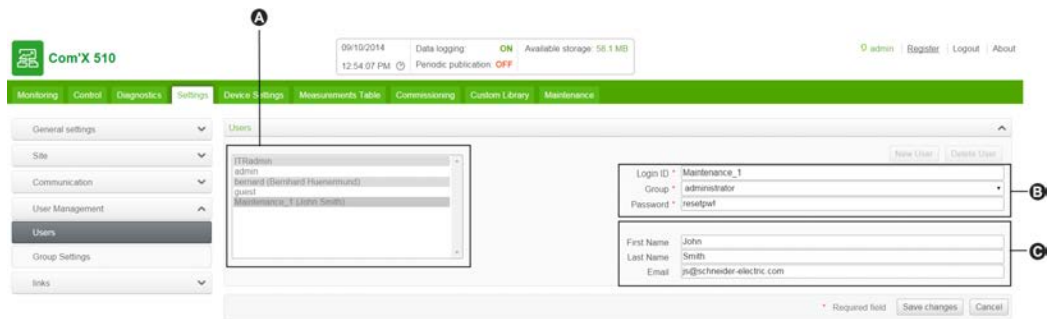 A
Com'X 510
09/10/2014 Data logging: ON Available storage: 56.1 MB
12:54:07 PM Periodic publication: OFF
admin Register Logout About
Monitoring Control Diagnostics Settings Device Settings Measurements Table Commissioning Custom Library Maintenance
General settings
Site
Communication
User Management
Users
Group Settings
links
Users
New User Delete User
ITRadmin
admin
bernard (Bernhard Huenermund)
guest
Maintenance_1 (John Smith)
Login ID * Maintenance_1
Group * administrator
Password * resetpwf
B
First Name John
Last Name Smith
Email js@schneider-electric.com
C
* Required field Save changes Cancel